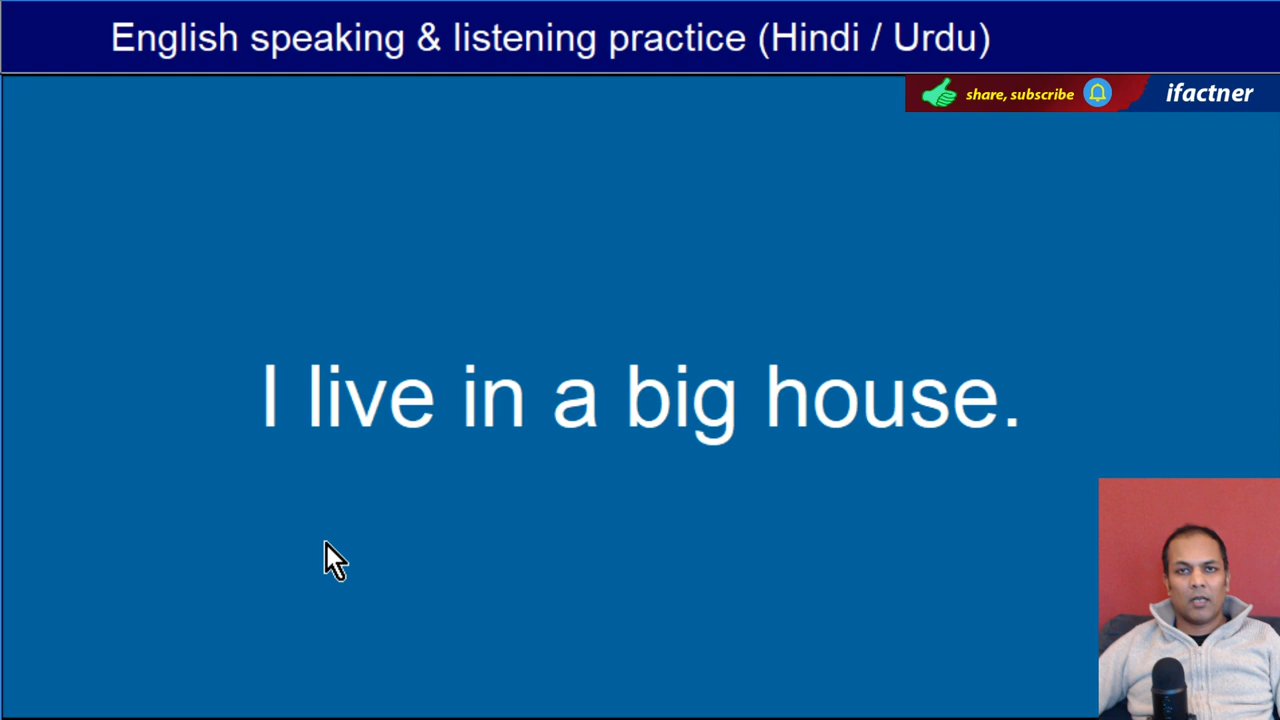 English speaking & listening practice (Hindi / Urdu)
share, subscribe
ifactner
I live in a big house.